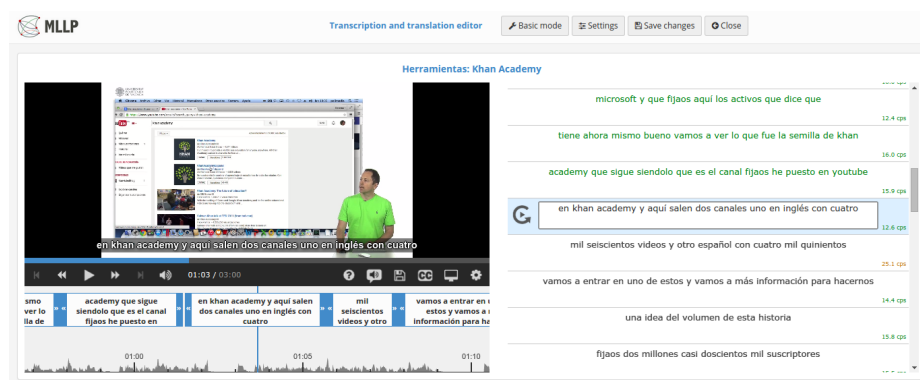 MLLP
Transcription and translation editor
Basic mode
Settings
Save changes
Close
Herramientas: Khan Academy
en khan academy y aquí salen dos canales uno en inglés con cuatro
01:03 / 03:00
CC
smo
ver lo
lla de
academy que sigue
siendolo que es el canal
fijaos he puesto en
en khan academy y aquí salen
dos canales uno en inglés con
cuatro
mil
seiscientos
videos y otro
vamos a entrar en u
estos y vamos a
información para ha
01:00
01:05
01:10
microsoft y que fijaos aquí los activos que dice que
12.4 cps
tiene ahora mismo bueno vamos a ver lo que fue la semilla de khan
16.0 cps
academy que sigue siendolo que es el canal fijaos he puesto en youtube
15.9 cps
en khan academy y aquí salen dos canales uno en inglés con cuatro
12.6 cps
mil seiscientos videos y otro español con cuatro mil quinientos
25.1 cps
vamos a entrar en uno de estos y vamos a más información para hacernos
14.4 cps
una idea del volumen de esta historia
15.8 cps
fijaos dos millones casi doscientos mil suscriptores